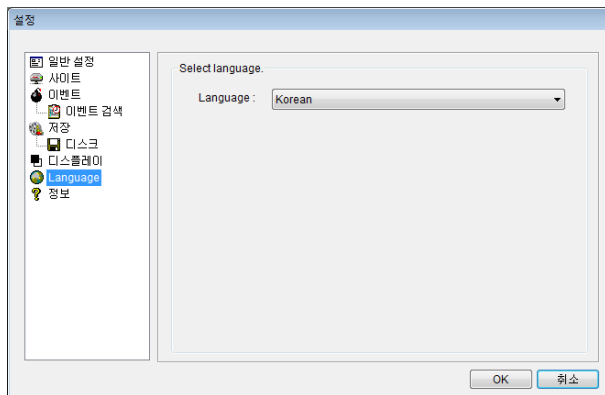 설정
일반 설정
사이트
이벤트
이벤트 검색
저장
디스크
디스플레이
Language
정보
Select language.
Language : Korean
OK 취소